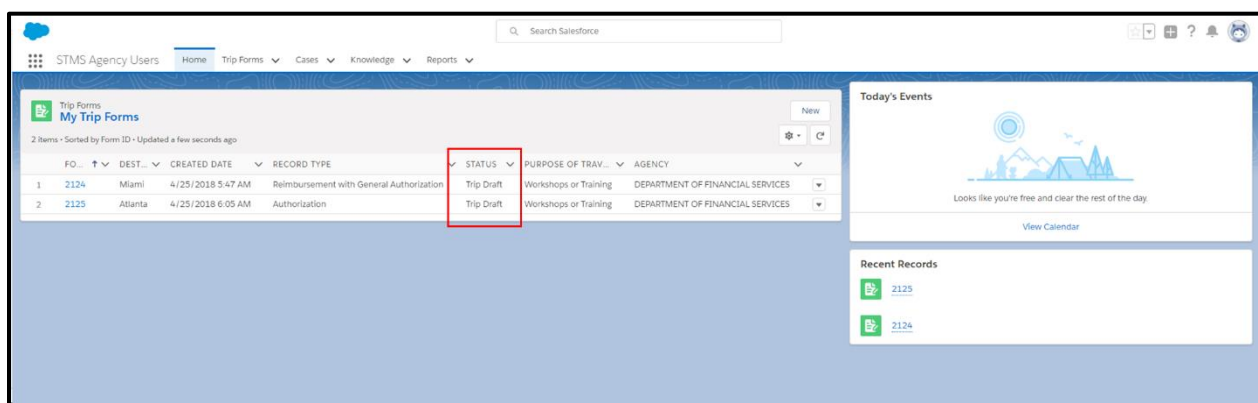 Search Salesforce
STMS Agency Users Home Trip Forms Cases Knowledge Reports
Trip Forms
My Trip Forms
New
2 items • Sorted by Form ID • Updated a few seconds ago
FO... DEST... CREATED DATE RECORD TYPE STATUS PURPOSE OF TRAV... AGENCY
1 2124 Miami 4/25/2018 5:47 AM Reimbursement with General Authorization Trip Draft Workshops or Training DEPARTMENT OF FINANCIAL SERVICES
2 2125 Atlanta 4/25/2018 6:05 AM Authorization Trip Draft Workshops or Training DEPARTMENT OF FINANCIAL SERVICES
Today's Events
Looks like you're free and clear the rest of the day.
View Calendar
Recent Records
2125
2124